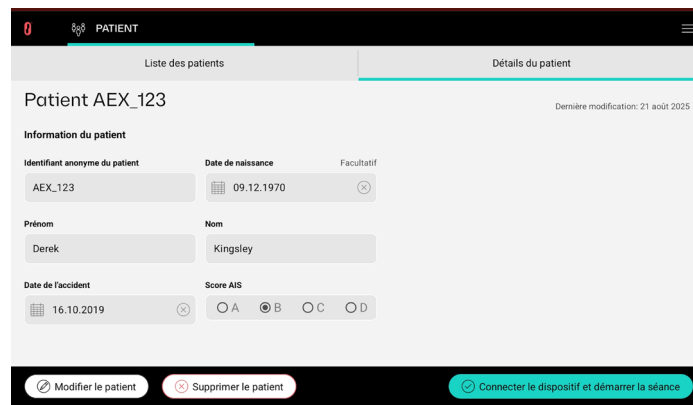 PATIENT
Liste des patients
Détails du patient
Patient AEX_123
Dernière modification: 21 août 2025
Information du patient
Identifiant anonyme du patient
Date de naissance
Facultatif
AEX_123
09.12.1970
Prénom
Nom
Derek
Kingsley
Date de l'accident
Score AIS
16.10.2019
A B C D
Modifier le patient
Supprimer le patient
Connecter le dispositif et démarrer la séance